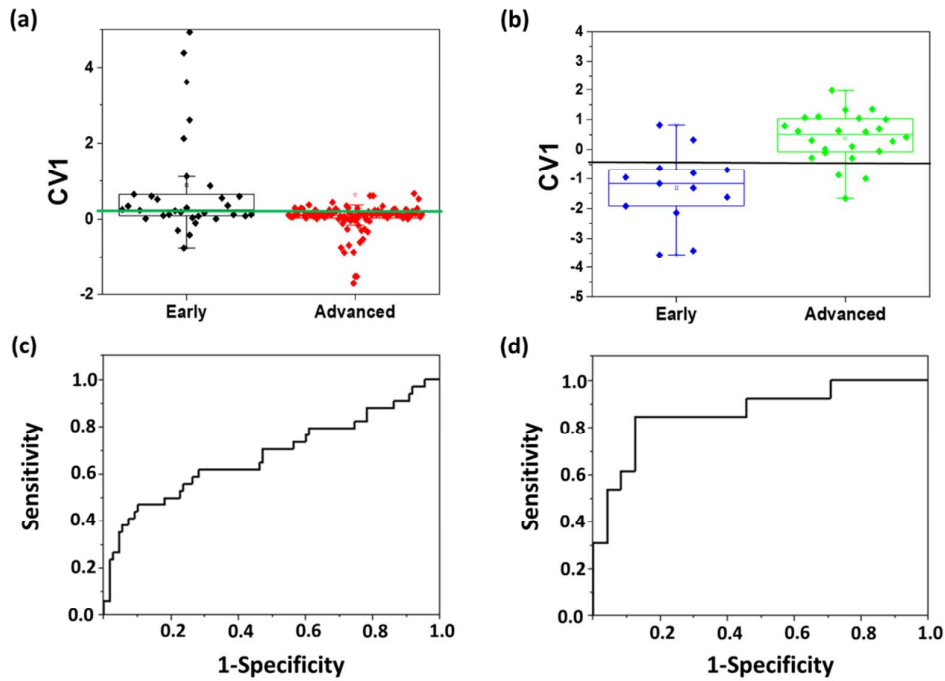 (a)
CV1
4
2
0
-2
Early Advanced
(b)
CV1
4
3
2
1
0
-1
-2
-3
-4
-5
Early Advanced
(c)
Sensitivity
1.0
0.8
0.6
0.4
0.2
0.0
0.2 0.4 0.6 0.8 1.0
1-Specificity
(d)
Sensitivity
1.0
0.8
0.6
0.4
0.2
0.0
0.2 0.4 0.6 0.8 1.0
1-Specificity